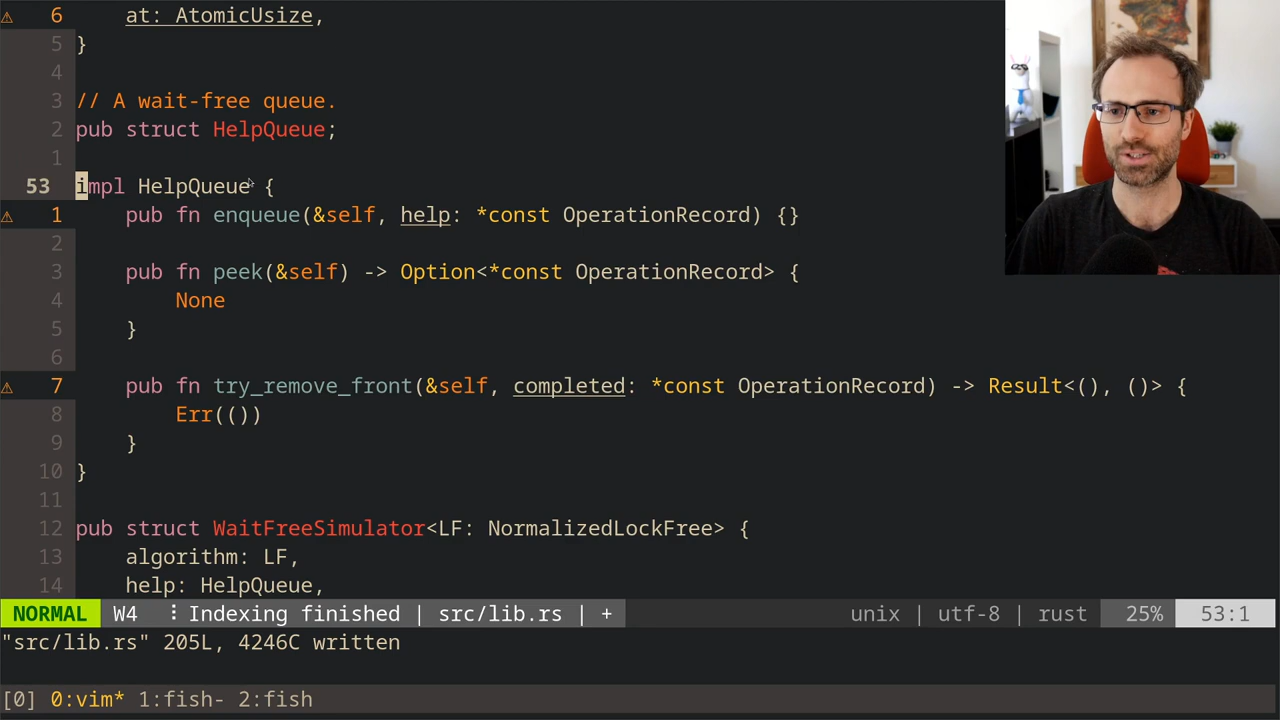 ⚠ 6     at: AtomicUsize,
5 }
4
3 // A wait-free queue.
2 pub struct HelpQueue;
1
53 impl HelpQueue {
⚠ 1     pub fn enqueue(&self, help: *const OperationRecord) {}
2
3     pub fn peek(&self) -> Option<*const OperationRecord> {
4         None
5     }
6
⚠ 7     pub fn try_remove_front(&self, completed: *const OperationRecord) -> Result<(), ()> {
8         Err(())
9     }
10 }
11
12 pub struct WaitFreeSimulator<LF: NormalizedLockFree> {
13     algorithm: LF,
14     help: HelpQueue,
NORMAL W4 ⠸ Indexing finished | src/lib.rs | + unix | utf-8 | rust 25% 53:1
"src/lib.rs" 205L, 4246C written
[0] 0:vim* 1:fish- 2:fish